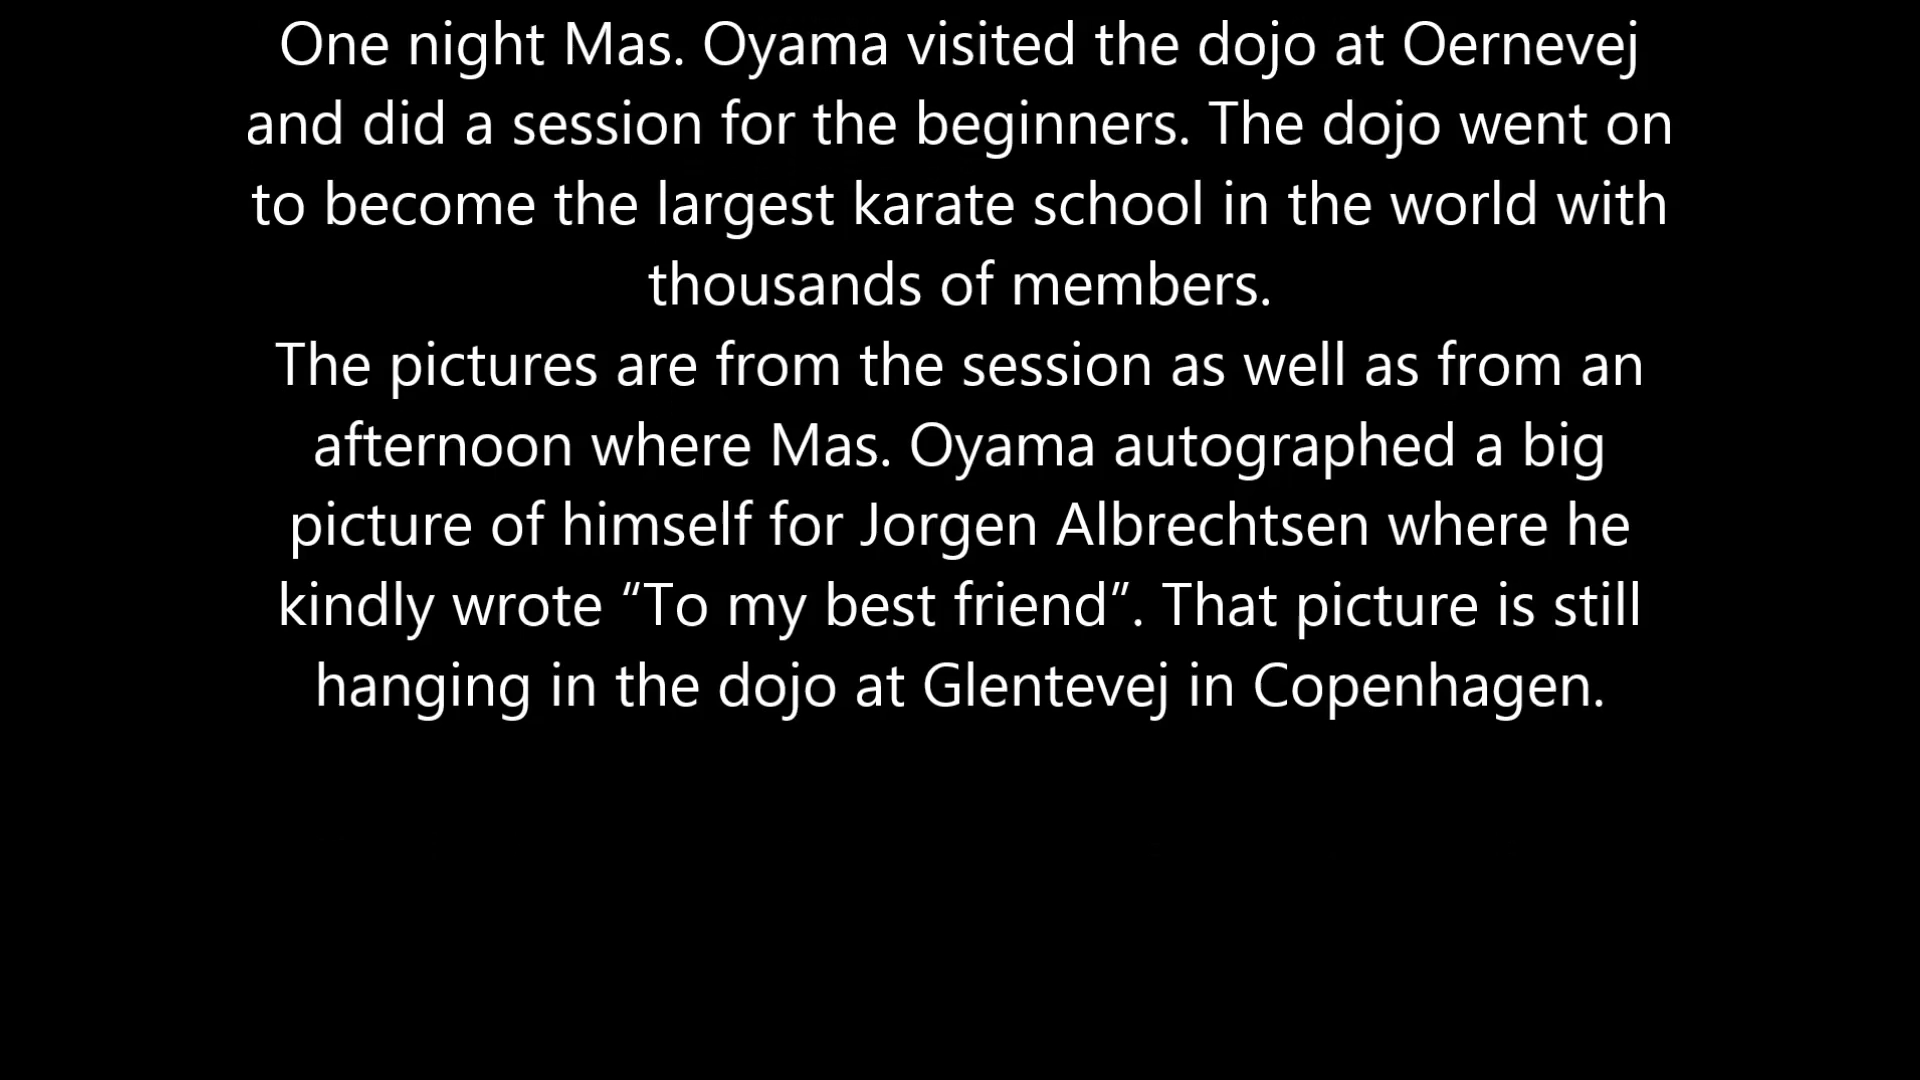 One night Mas. Oyama visited the dojo at Oernevej
and did a session for the beginners. The dojo went on
to become the largest karate school in the world with
thousands of members.
The pictures are from the session as well as from an
afternoon where Mas. Oyama autographed a big
picture of himself for Jorgen Albrechtsen where he
kindly wrote “To my best friend”. That picture is still
hanging in the dojo at Glentevej in Copenhagen.